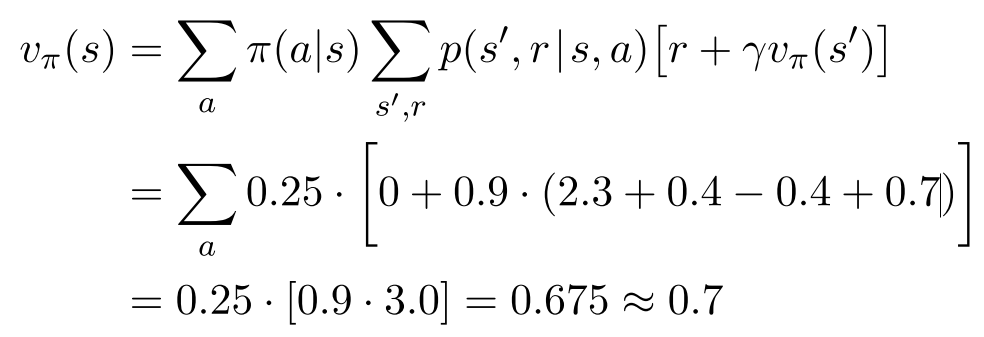 v_π(s) = ∑_a π(a|s) ∑_{s′,r} p(s′, r | s, a)[r + γv_π(s′)]
= ∑_a 0.25 · [0 + 0.9 · (2.3 + 0.4 − 0.4 + 0.7)]
= 0.25 · [0.9 · 3.0] = 0.675 ≈ 0.7